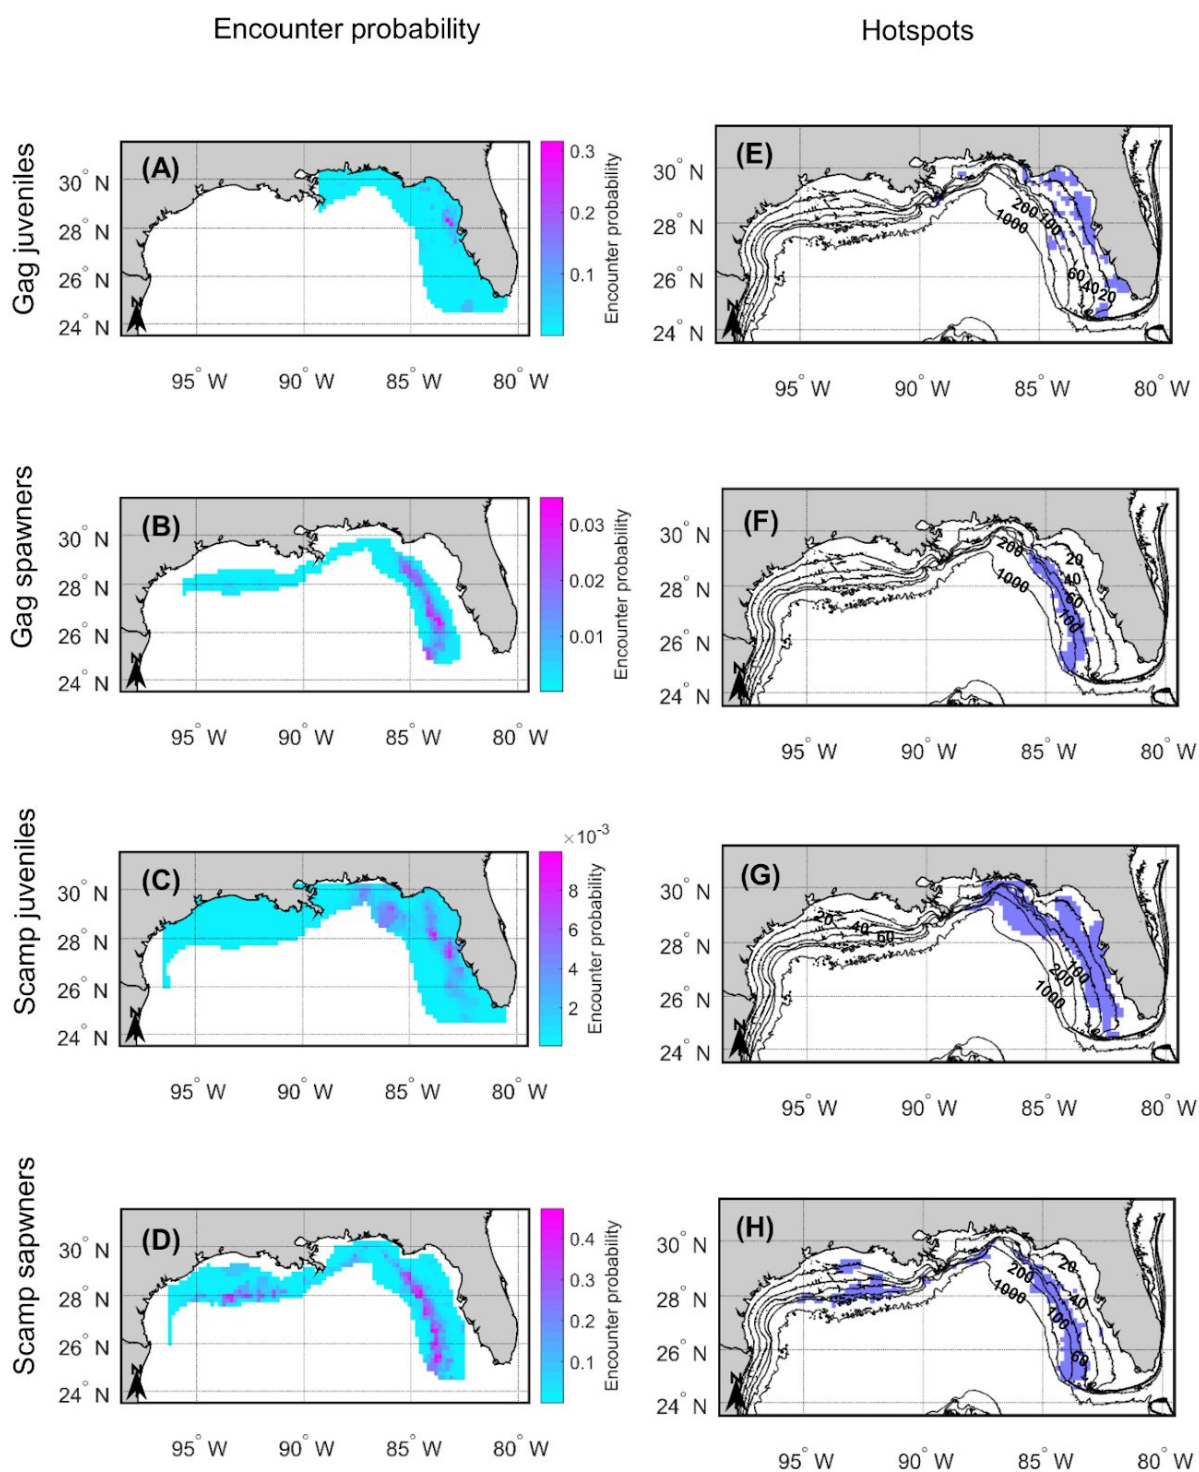 Encounter probability
Hotspots
Gag juveniles
(A)
30° N
28° N
26° N
24° N
N
95° W
90° W
85° W
80° W
0.3
0.2
0.1
Encounter probability
(E)
30° N
28° N
26° N
24° N
N
200
100
1000
60
40
20
95° W
90° W
85° W
80° W
Gag spawners
(B)
30° N
28° N
26° N
24° N
N
95° W
90° W
85° W
80° W
0.03
0.02
0.01
Encounter probability
(F)
30° N
28° N
26° N
24° N
N
200
20
40
60
1000
100
95° W
90° W
85° W
80° W
Scamp juveniles
(C)
30° N
28° N
26° N
24° N
N
95° W
90° W
85° W
80° W
×10⁻³
8
6
4
2
Encounter probability
(G)
30° N
28° N
26° N
24° N
N
20
40
60
100
200
1000
95° W
90° W
85° W
80° W
Scamp sapwners
(D)
30° N
28° N
26° N
24° N
N
95° W
90° W
85° W
80° W
0.4
0.3
0.2
0.1
Encounter probability
(H)
30° N
28° N
26° N
24° N
N
20
200
40
1000
100
60
95° W
90° W
85° W
80° W